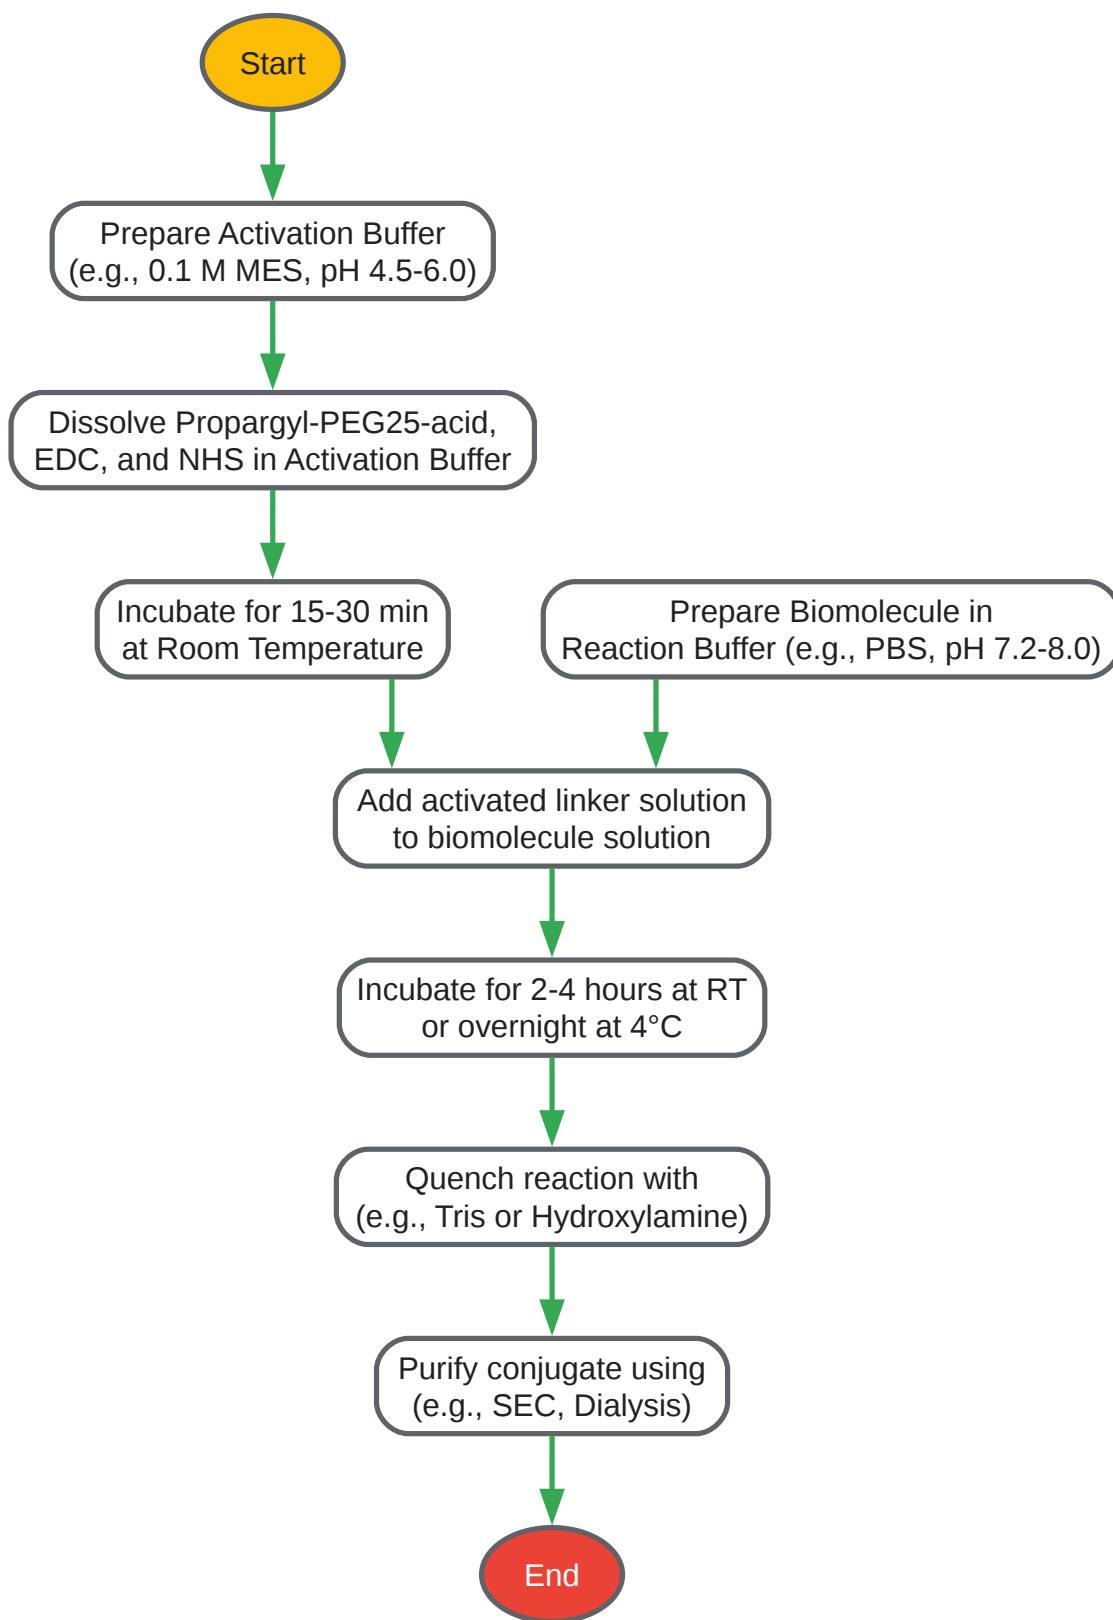 Start
Prepare Activation Buffer
(e.g., 0.1 M MES, pH 4.5-6.0)
Dissolve Propargyl-PEG25-acid,
EDC, and NHS in Activation Buffer
Incubate for 15-30 min
at Room Temperature
Prepare Biomolecule in
Reaction Buffer (e.g., PBS, pH 7.2-8.0)
Add activated linker solution
to biomolecule solution
Incubate for 2-4 hours at RT
or overnight at 4°C
Quench reaction with
(e.g., Tris or Hydroxylamine)
Purify conjugate using
(e.g., SEC, Dialysis)
End